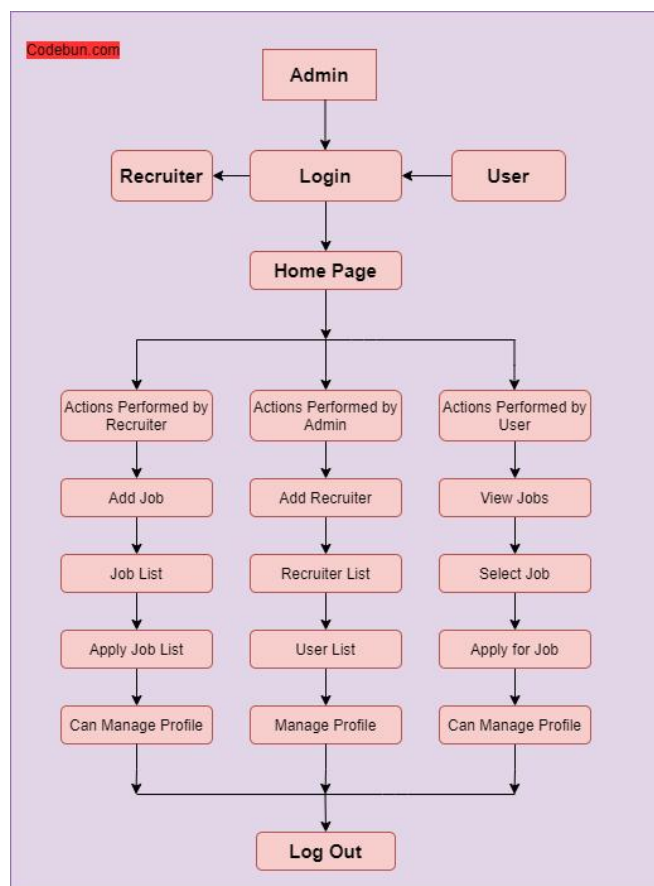 Codebun.com
Admin
Recruiter
Login
User
Home Page
Actions Performed by
Recruiter
Actions Performed by
Admin
Actions Performed by
User
Add Job
Add Recruiter
View Jobs
Job List
Recruiter List
Select Job
Apply Job List
User List
Apply for Job
Can Manage Profile
Manage Profile
Can Manage Profile
Log Out